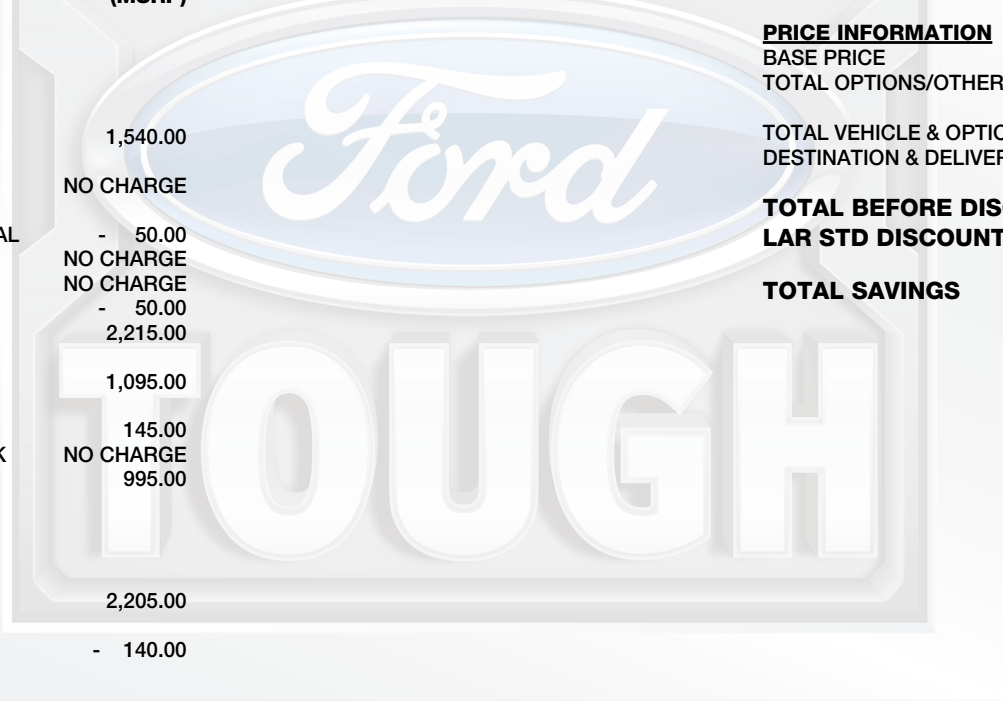 (MSRP)
1,540.00
NO CHARGE
AL - 50.00
NO CHARGE
NO CHARGE
- 50.00
2,215.00
1,095.00
145.00
K NO CHARGE
995.00
2,205.00
- 140.00
PRICE INFORMATION
BASE PRICE
TOTAL OPTIONS/OTHER
TOTAL VEHICLE & OPTIO
DESTINATION & DELIVER
TOTAL BEFORE DIS
LAR STD DISCOUNT
TOTAL SAVINGS
Ford
TOUGH